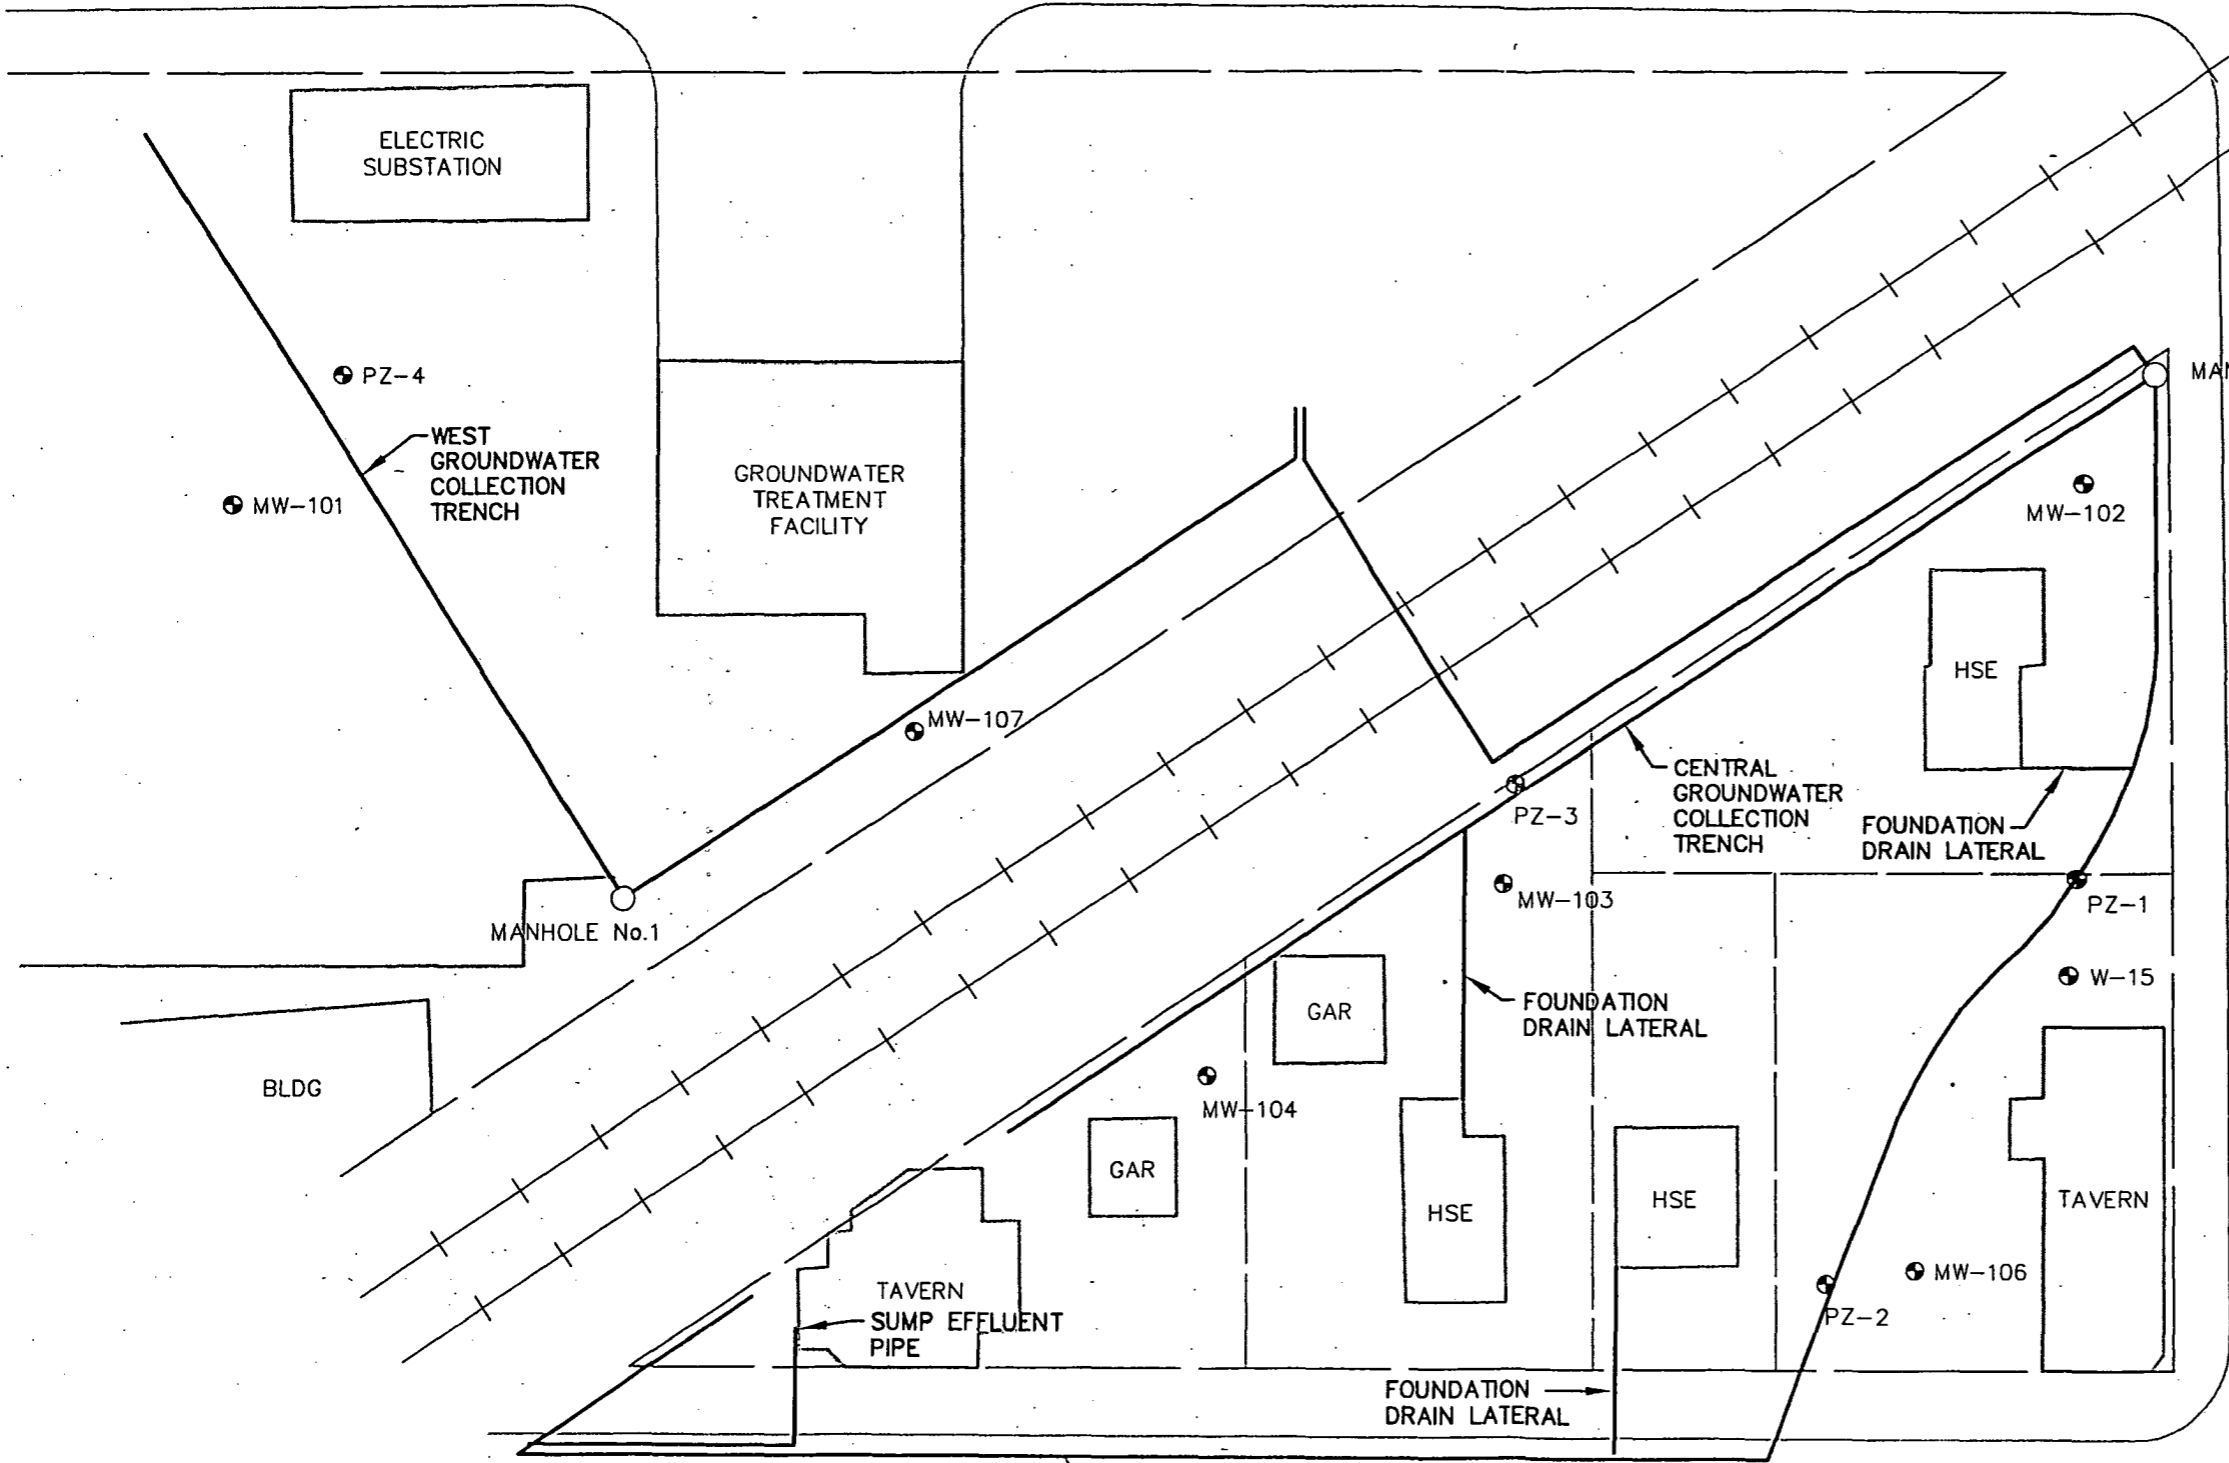 ELECTRIC
SUBSTATION
PZ-4
WEST
GROUNDWATER
COLLECTION
TRENCH
MW-101
GROUNDWATER
TREATMENT
FACILITY
MAN
MW-102
HSE
MW-107
PZ-3
CENTRAL
GROUNDWATER
COLLECTION
TRENCH
FOUNDATION
DRAIN LATERAL
MW-103
PZ-1
MANHOLE No.1
W-15
GAR
FOUNDATION
DRAIN LATERAL
BLDG
MW-104
GAR
HSE
HSE
TAVERN
MW-106
TAVERN
SUMP EFFLUENT
PIPE
PZ-2
FOUNDATION
DRAIN LATERAL